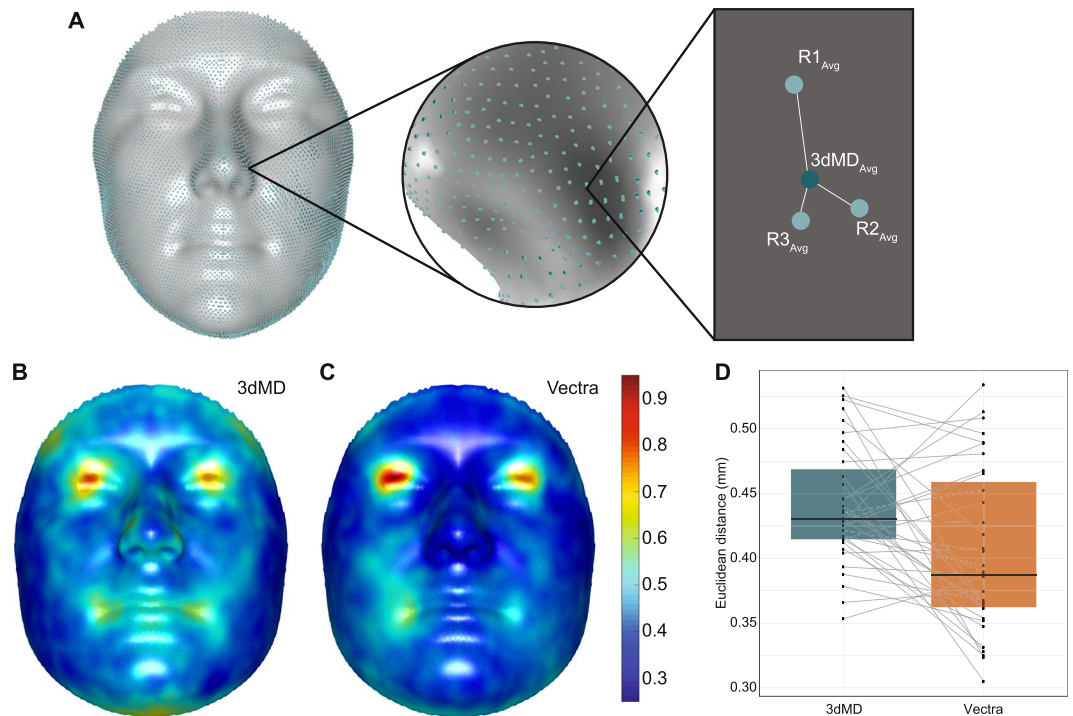 A
R1Avg
3dMDAvg
R2Avg
R3Avg
B
3dMD
C
Vectra
0.9
0.8
0.7
0.6
0.5
0.4
0.3
D
Euclidean distance (mm)
0.50
0.45
0.40
0.35
0.30
3dMD
Vectra